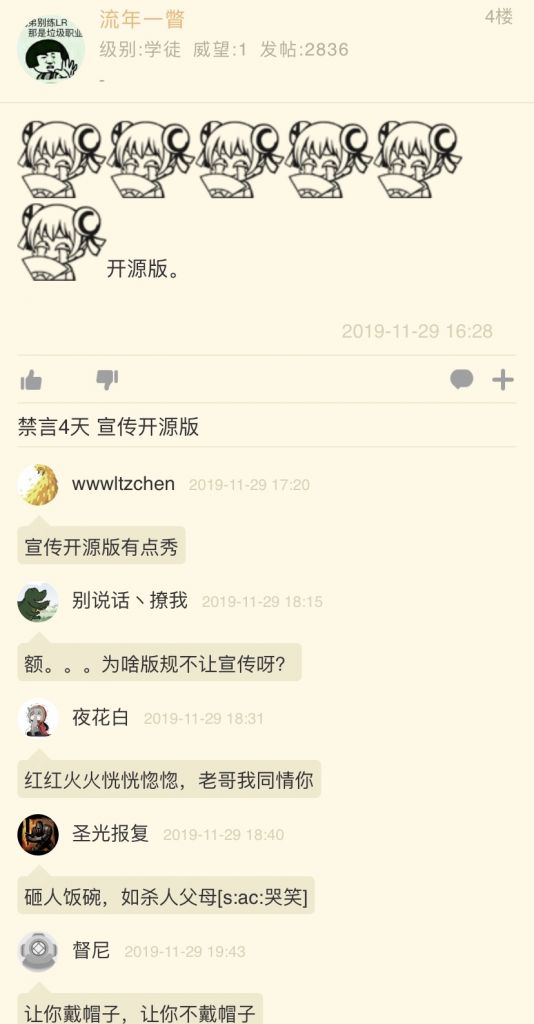 弟别练LR
那是垃圾职业
流年一瞥
4楼
级别:学徒 威望:1 发帖:2836
-
开源版。
2019-11-29 16:28
禁言4天 宣传开源版
wwwltzchen 2019-11-29 17:20
宣传开源版有点秀
别说话丶撩我 2019-11-29 18:15
额。。。为啥版规不让宣传呀？
夜花白 2019-11-29 18:31
红红火火恍恍惚惚，老哥我同情你
圣光报复 2019-11-29 18:40
砸人饭碗，如杀人父母[s:ac:哭笑]
督尼 2019-11-29 19:43
让你戴帽子，让你不戴帽子